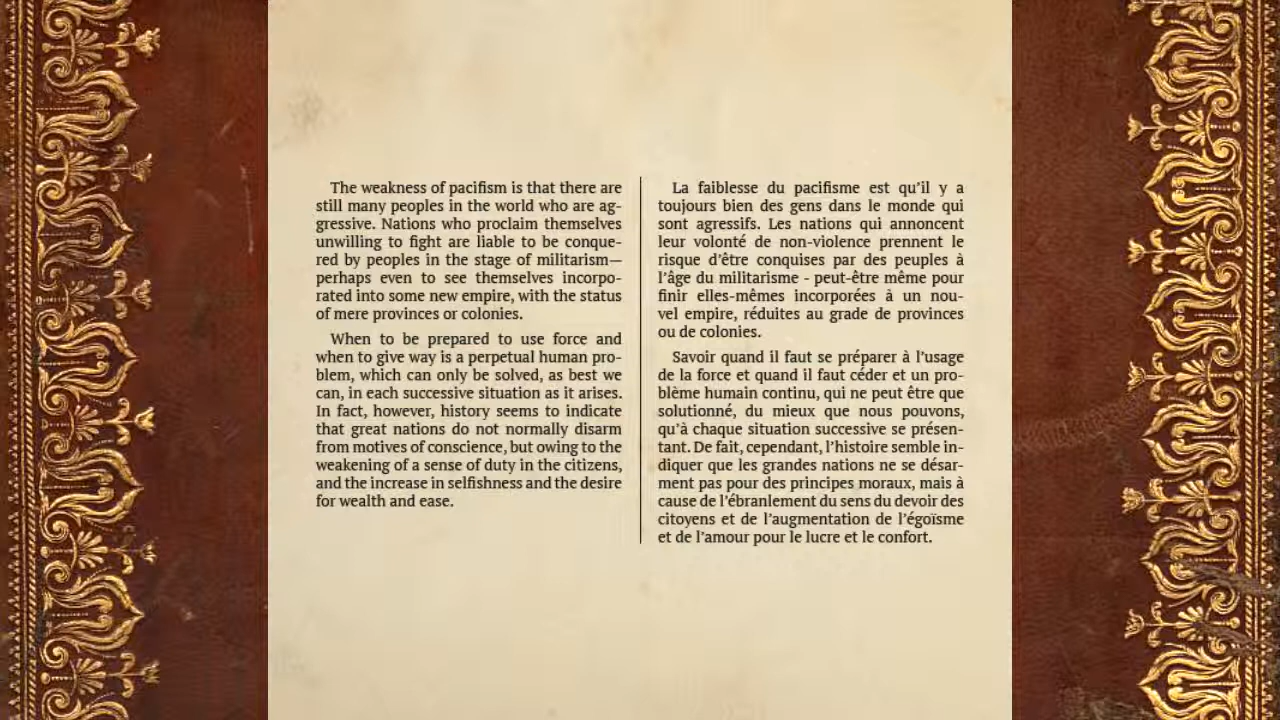 The weakness of pacifism is that there are
still many peoples in the world who are ag-
gressive. Nations who proclaim themselves
unwilling to fight are liable to be conque-
red by peoples in the stage of militarism—
perhaps even to see themselves incorpo-
rated into some new empire, with the status
of mere provinces or colonies.
When to be prepared to use force and
when to give way is a perpetual human pro-
blem, which can only be solved, as best we
can, in each successive situation as it arises.
In fact, however, history seems to indicate
that great nations do not normally disarm
from motives of conscience, but owing to the
weakening of a sense of duty in the citizens,
and the increase in selfishness and the desire
for wealth and ease.
La faiblesse du pacifisme est qu’il y a
toujours bien des gens dans le monde qui
sont agressifs. Les nations qui annoncent
leur volonté de non-violence prennent le
risque d’être conquises par des peuples à
l’âge du militarisme - peut-être même pour
finir elles-mêmes incorporées à un nou-
vel empire, réduites au grade de provinces
ou de colonies.
Savoir quand il faut se préparer à l’usage
de la force et quand il faut céder et un pro-
blème humain continu, qui ne peut être que
solutionné, du mieux que nous pouvons,
qu’à chaque situation successive se présen-
tant. De fait, cependant, l’histoire semble in-
diquer que les grandes nations ne se désar-
ment pas pour des principes moraux, mais à
cause de l’ébranlement du sens du devoir des
citoyens et de l’augmentation de l’égoïsme
et de l’amour pour le lucre et le confort.